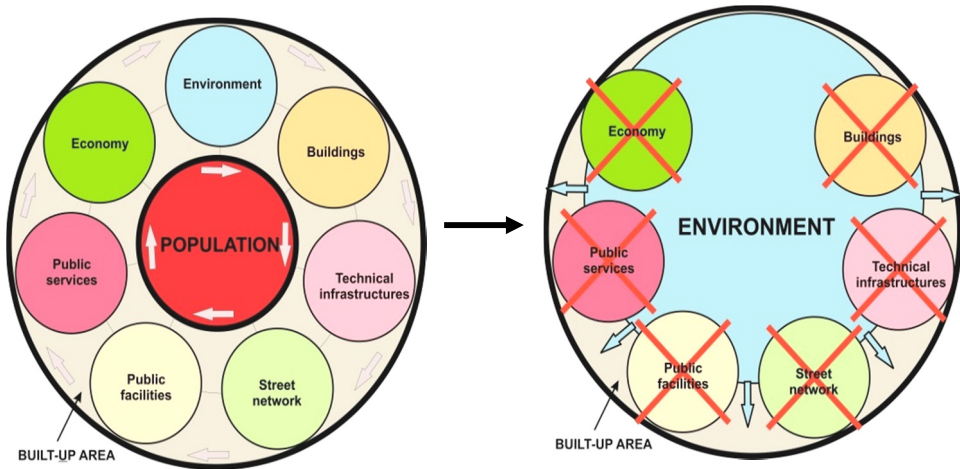 Environment
Economy
Buildings
POPULATION
Public
services
Technical
infrastructures
Public
facilities
Street
network
BUILT-UP AREA
Economy
Buildings
ENVIRONMENT
Public
services
Technical
infrastructures
Public
facilities
Street
network
BUILT-UP AREA